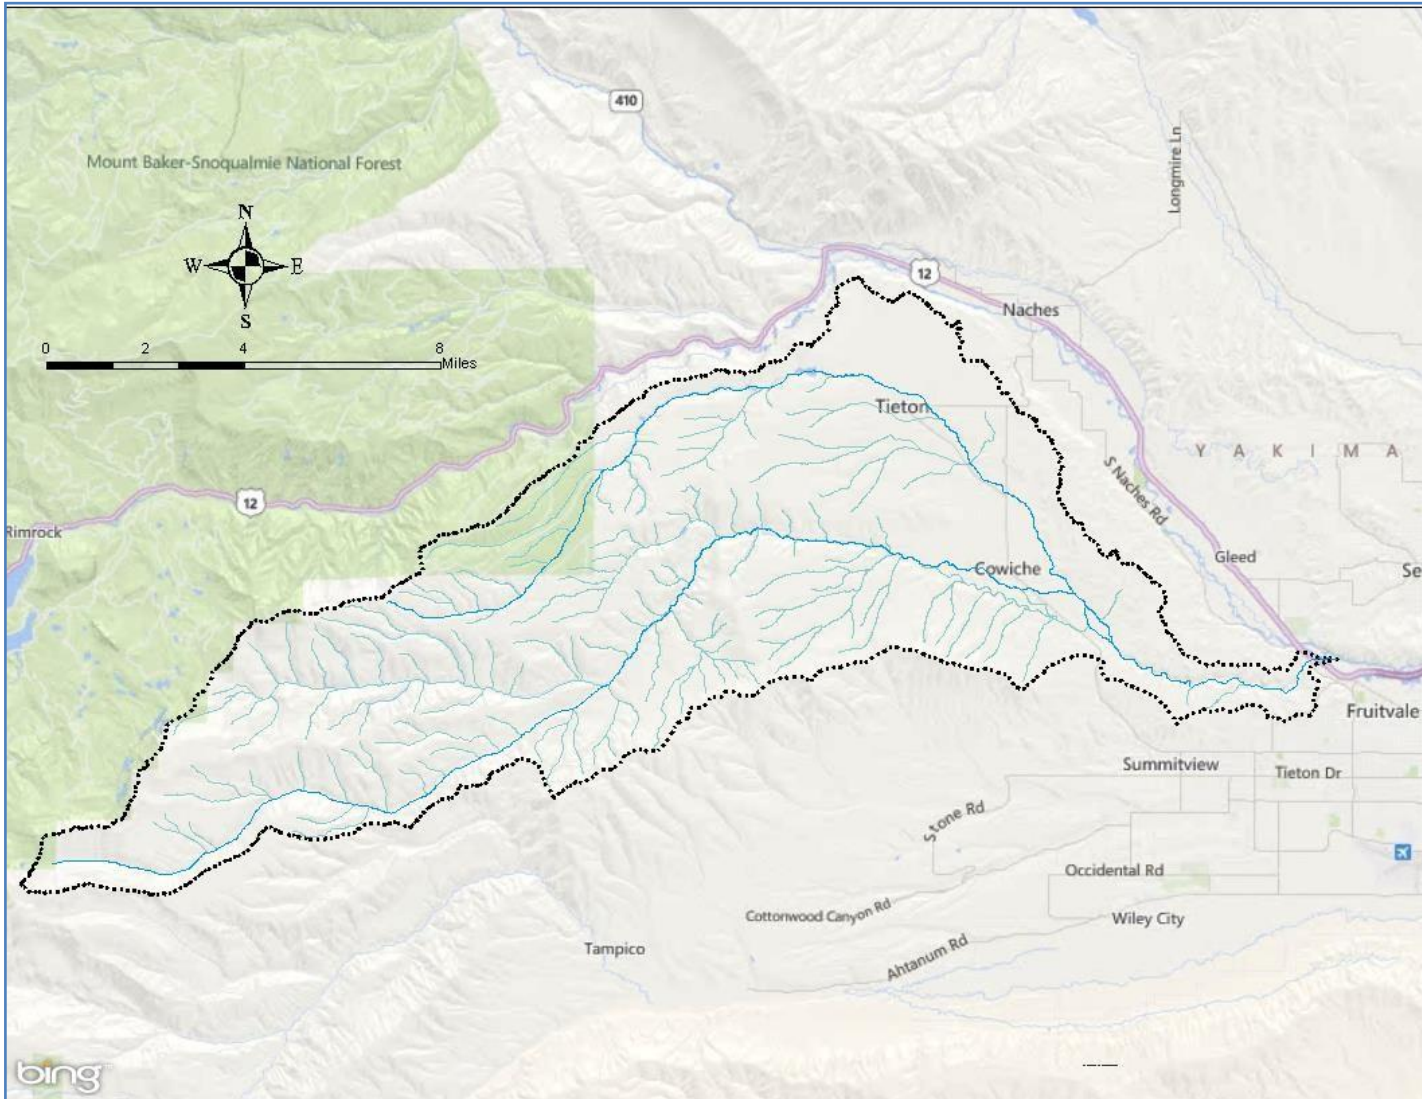 410
Mount Baker-Snoqualmie National Forest
Longmire Ln
N
W E
S
12
Naches
0 2 4 8
Miles
Tieton
Y A K I M A
S Naches Rd
12
Rimrock
Gleed
Cowiche
Se
Fruitvale
Summitview
Tieton Dr
Stone Rd
Occidental Rd
Cottonwood Canyon Rd
Wiley City
Tampico
Ahtanum Rd
bing